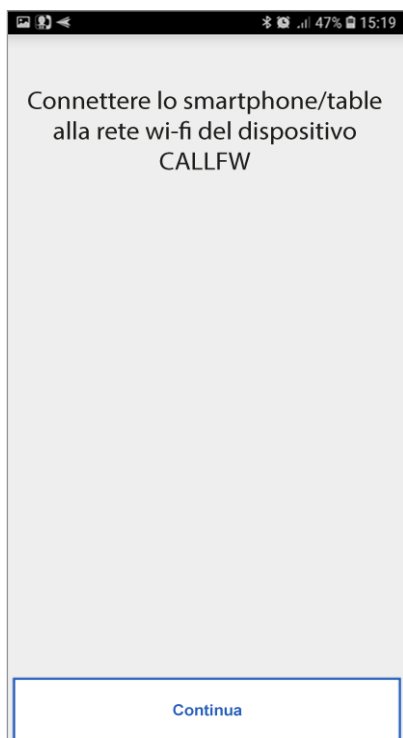 47% 15:19
Connettere lo smartphone/table
alla rete wi-fi del dispositivo
CALLFW
Continua